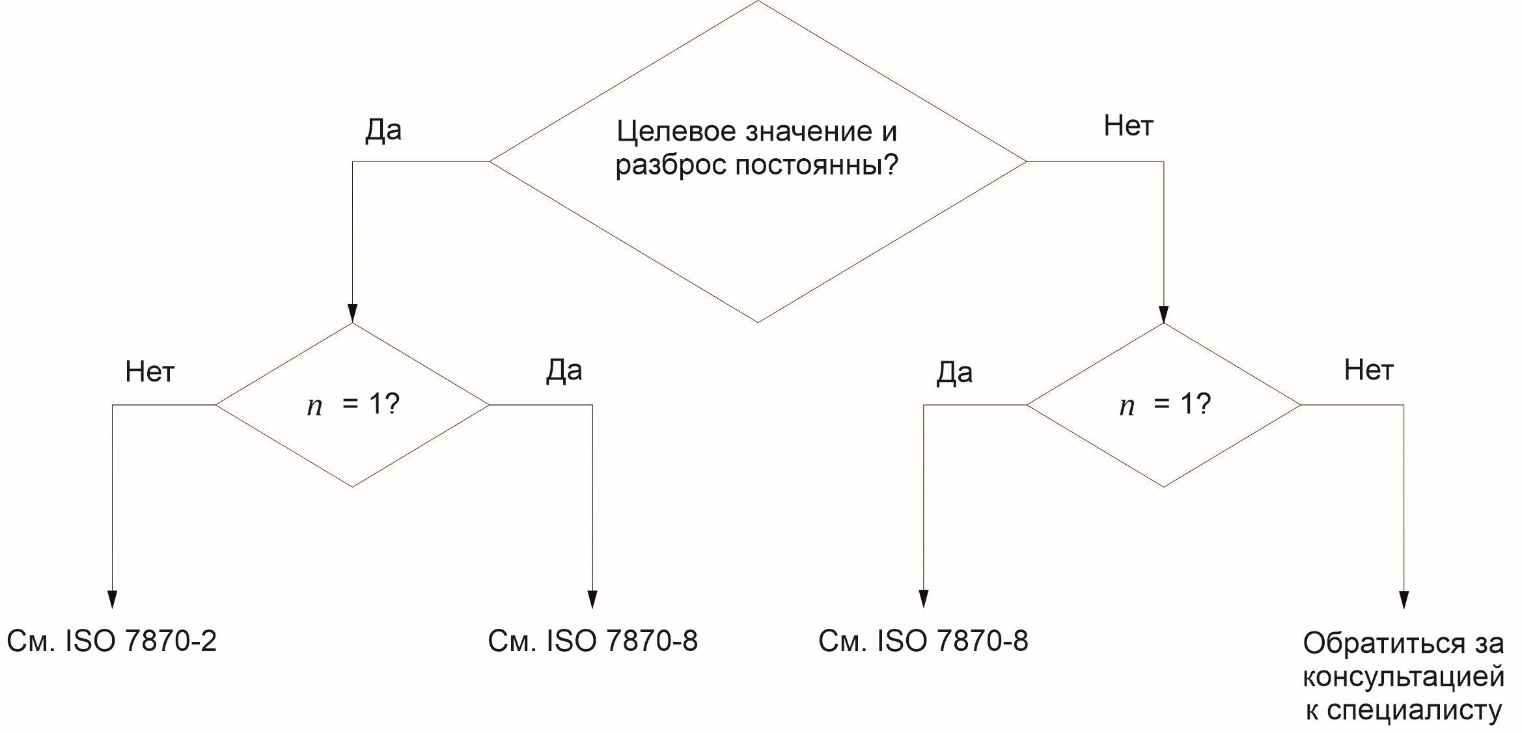 Целевое значение и
разброс постоянны?
Да
Нет
n = 1?
Нет
Да
n = 1?
Да
Нет
См. ISO 7870-2
См. ISO 7870-8
См. ISO 7870-8
Обратиться за
консультацией
к специалисту